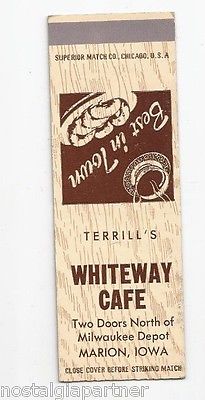 SUPERIOR MATCH CO., CHICAGO, U.S.A
Best in Town
TERRILL'S
WHITEWAY
CAFE
Two Doors North of
Milwaukee Depot
MARION, IOWA
CLOSE COVER BEFORE STRIKING MATCH
nostalgiapartner